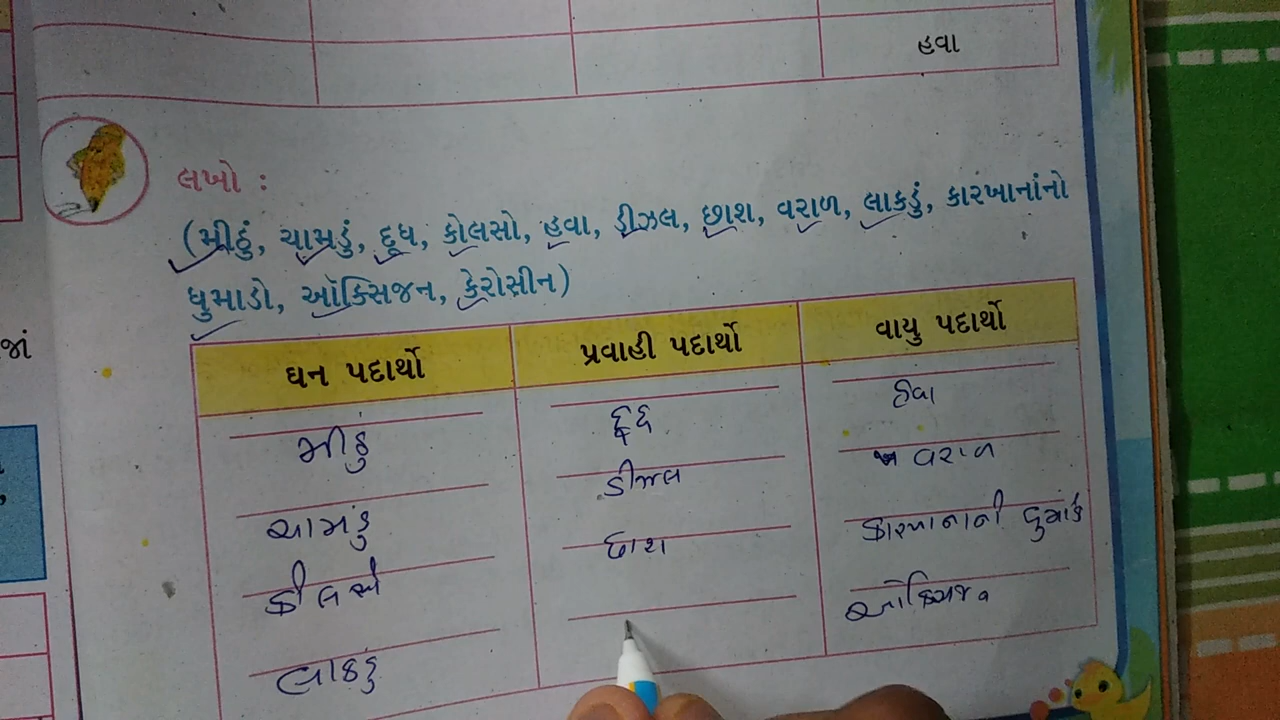 હવા
લખો :
(મીઠું, ચામડું, દૂધ, કોલસો, હવા, ડીઝલ, છાશ, વરાળ, લાકડું, કારખાનાંનો
ધુમાડો, ઑક્સિજન, કેરોસીન)
ઘન પદાર્થો પ્રવાહી પદાર્થો વાયુ પદાર્થો
મીઠું દુદ હવા
ચામડું ડીઝલ વરાળ
કોલસો છાશ કારખાનાની
લાકડું ઓક્સિજન
જાં